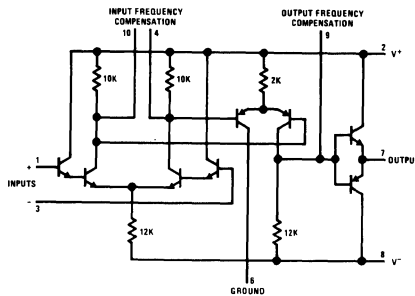 INPUT FREQUENCY
COMPENSATION
10 4
OUTPUT FREQUENCY
COMPENSATION
9
2 V+
10K
10K
2K
1
+
INPUTS
−
3
7
OUTPU
12K
12K
8 V−
6
GROUND